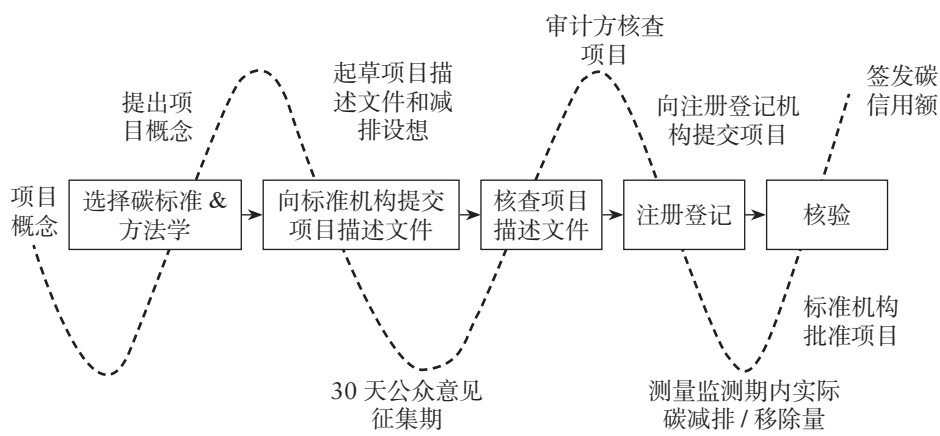 审计方核查
项目
签发碳
信用额
起草项目描
述文件和减
排设想
提出项
目概念
向注册登记机
构提交项目
项目
概念
选择碳标准 &
方法学
向标准机构提交
项目描述文件
核查项目
描述文件
注册登记
核验
标准机构
批准项目
30 天公众意见
征集期
测量监测期内实际
碳减排 / 移除量